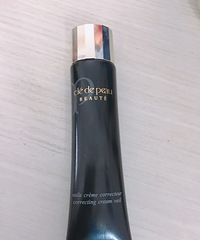 clé de peau
BEAUTÉ
voile crème correcteur
correcting cream veil